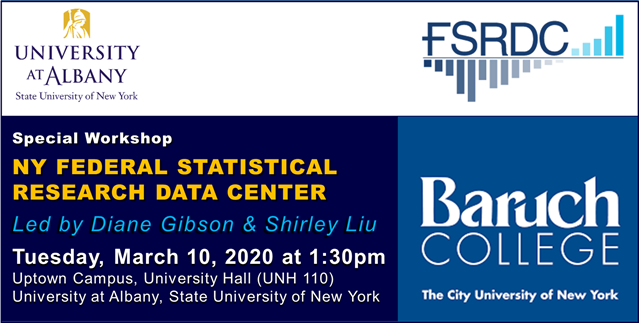 UNIVERSITY
AT ALBANY
State University of New York
FSRDC
Special Workshop
NY FEDERAL STATISTICAL
RESEARCH DATA CENTER
Led by Diane Gibson & Shirley Liu
Tuesday, March 10, 2020 at 1:30pm
Uptown Campus, University Hall (UNH 110)
University at Albany, State University of New York
Baruch
COLLEGE
The City University of New York